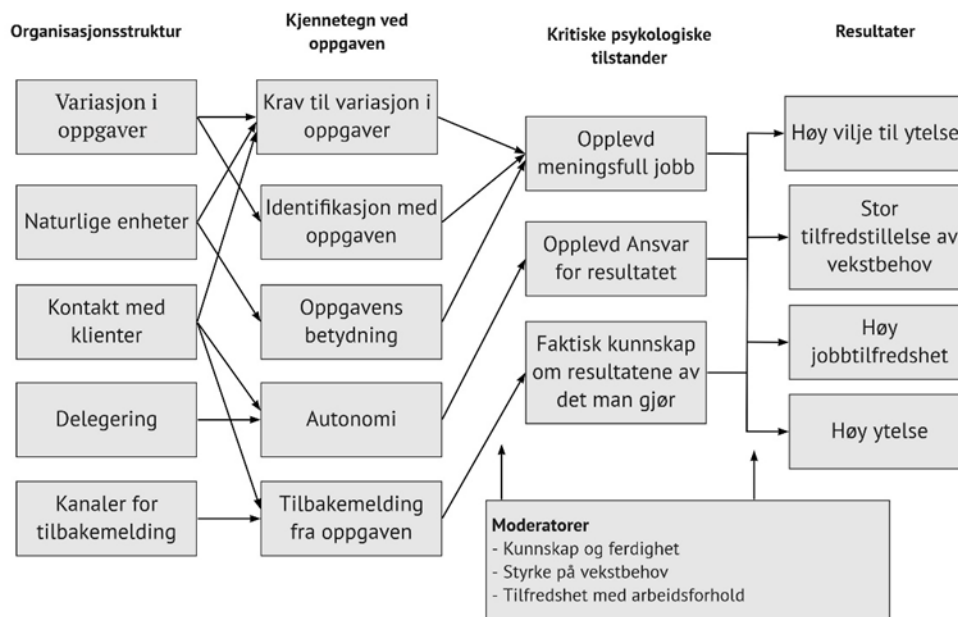 Organisasjonsstruktur
Kjennetegn ved
oppgaven
Kritiske psykologiske
tilstander
Resultater
Variasjon i
oppgaver
Naturlige enheter
Kontakt med
klienter
Delegering
Kanaler for
tilbakemelding
Krav til variasjon i
oppgaver
Identifikasjon med
oppgaven
Oppgavens
betydning
Autonomi
Tilbakemelding
fra oppgaven
Opplevd
meningsfull jobb
Opplevd Ansvar
for resultatet
Faktisk kunnskap
om resultatene av
det man gjør
Høy vilje til ytelse
Stor
tilfredstillelse av
vekstbehov
Høy
jobbtilfredshet
Høy ytelse
Moderatorer
- Kunnskap og ferdighet
- Styrke på vekstbehov
- Tilfredshet med arbeidsforhold